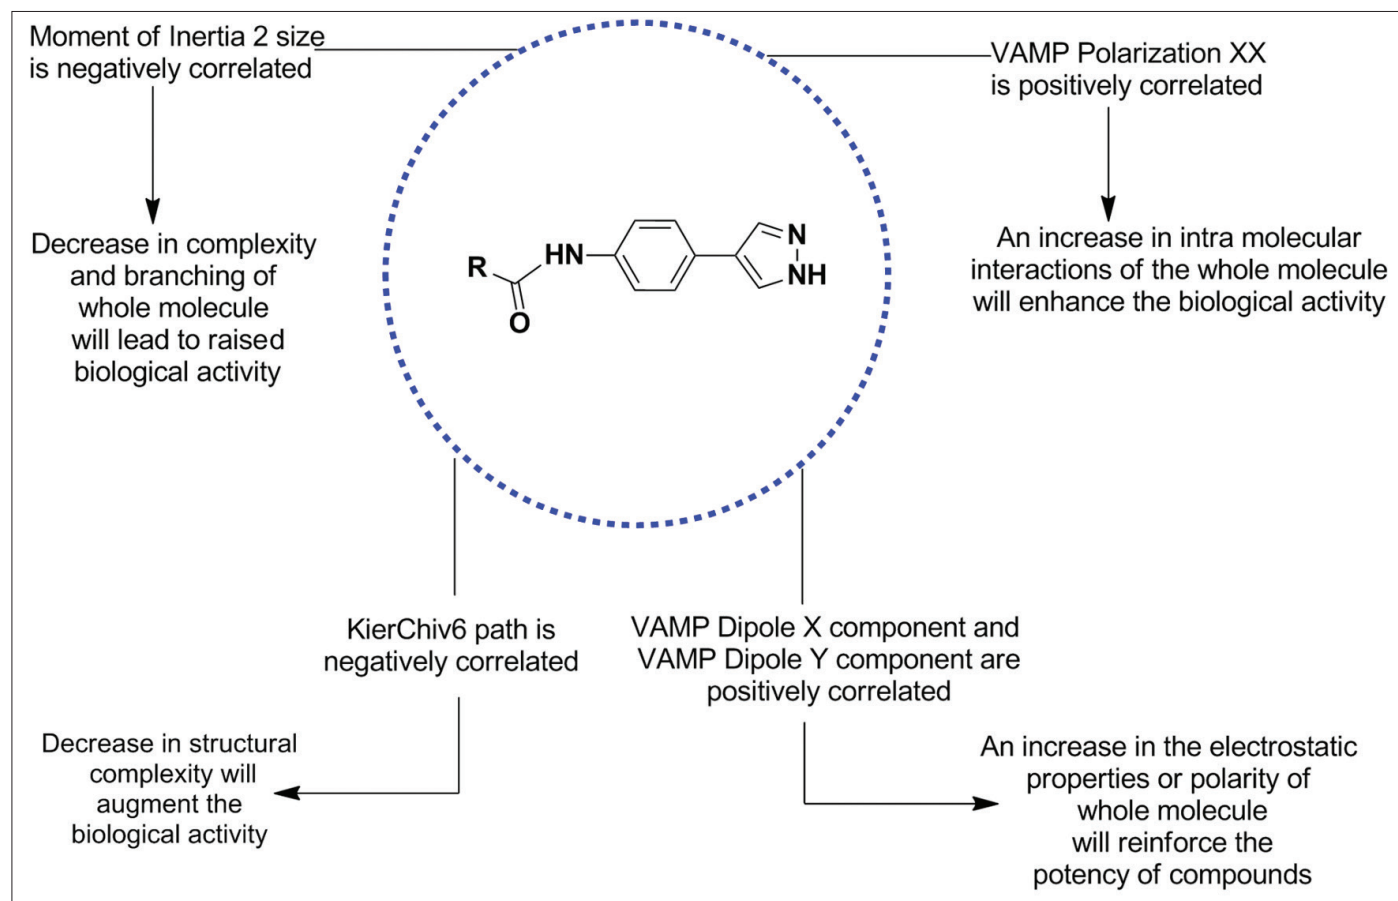 Moment of Inertia 2 size
is negatively correlated
VAMP Polarization XX
is positively correlated
Decrease in complexity
and branching of
whole molecule
will lead to raised
biological activity
An increase in intra molecular
interactions of the whole molecule
will enhance the biological activity
R
HN
O
N
NH
KierChiv6 path is
negatively correlated
VAMP Dipole X component and
VAMP Dipole Y component are
positively correlated
Decrease in structural
complexity will
augment the
biological activity
An increase in the electrostatic
properties or polarity of
whole molecule
will reinforce the
potency of compounds